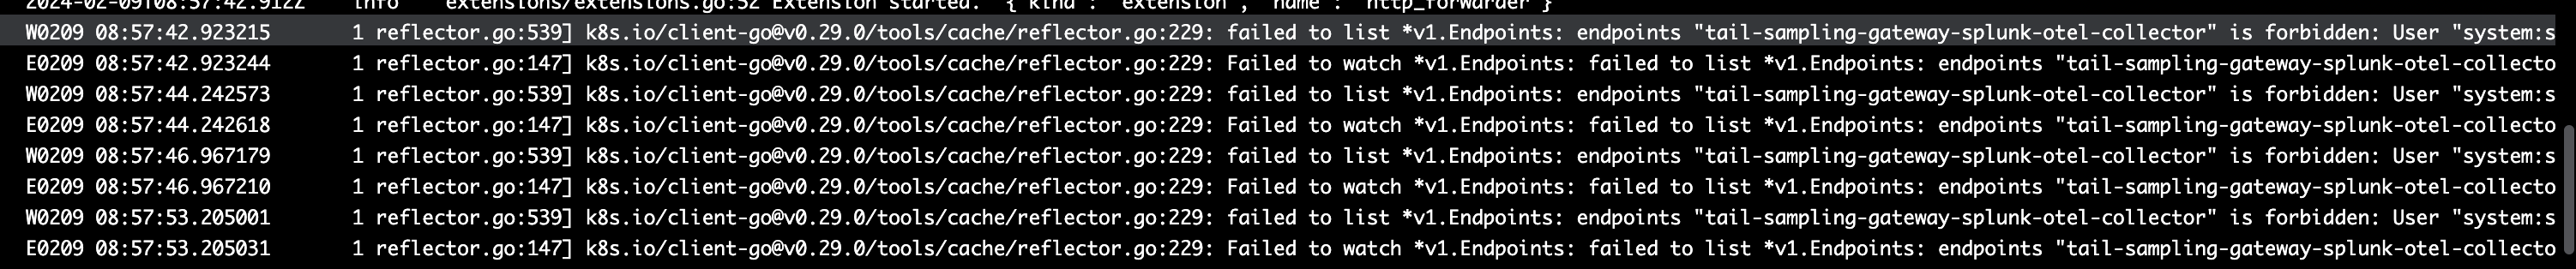 2024-02-09T08:57:42.912Z info extensions/extensions.go:52 Extension started. {"kind": "extension", "name": "http_forwarder"}
W0209 08:57:42.923215 1 reflector.go:539] k8s.io/client-go@v0.29.0/tools/cache/reflector.go:229: failed to list *v1.Endpoints: endpoints "tail-sampling-gateway-splunk-otel-collector" is forbidden: User "system:s
E0209 08:57:42.923244 1 reflector.go:147] k8s.io/client-go@v0.29.0/tools/cache/reflector.go:229: Failed to watch *v1.Endpoints: failed to list *v1.Endpoints: endpoints "tail-sampling-gateway-splunk-otel-collecto
W0209 08:57:44.242573 1 reflector.go:539] k8s.io/client-go@v0.29.0/tools/cache/reflector.go:229: failed to list *v1.Endpoints: endpoints "tail-sampling-gateway-splunk-otel-collector" is forbidden: User "system:s
E0209 08:57:44.242618 1 reflector.go:147] k8s.io/client-go@v0.29.0/tools/cache/reflector.go:229: Failed to watch *v1.Endpoints: failed to list *v1.Endpoints: endpoints "tail-sampling-gateway-splunk-otel-collecto
W0209 08:57:46.967179 1 reflector.go:539] k8s.io/client-go@v0.29.0/tools/cache/reflector.go:229: failed to list *v1.Endpoints: endpoints "tail-sampling-gateway-splunk-otel-collector" is forbidden: User "system:s
E0209 08:57:46.967210 1 reflector.go:147] k8s.io/client-go@v0.29.0/tools/cache/reflector.go:229: Failed to watch *v1.Endpoints: failed to list *v1.Endpoints: endpoints "tail-sampling-gateway-splunk-otel-collecto
W0209 08:57:53.205001 1 reflector.go:539] k8s.io/client-go@v0.29.0/tools/cache/reflector.go:229: failed to list *v1.Endpoints: endpoints "tail-sampling-gateway-splunk-otel-collector" is forbidden: User "system:s
E0209 08:57:53.205031 1 reflector.go:147] k8s.io/client-go@v0.29.0/tools/cache/reflector.go:229: Failed to watch *v1.Endpoints: failed to list *v1.Endpoints: endpoints "tail-sampling-gateway-splunk-otel-collecto